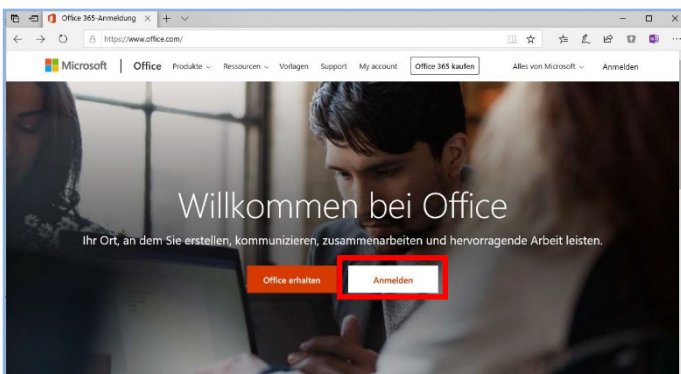 Office 365-Anmeldung
https://www.office.com/
Microsoft | Office Produkte Ressourcen Vorlagen Support My account Office 365 kaufen Alles von Microsoft Anmelden
Willkommen bei Office
Ihr Ort, an dem Sie erstellen, kommunizieren, zusammenarbeiten und hervorragende Arbeit leisten.
Office erhalten Anmelden